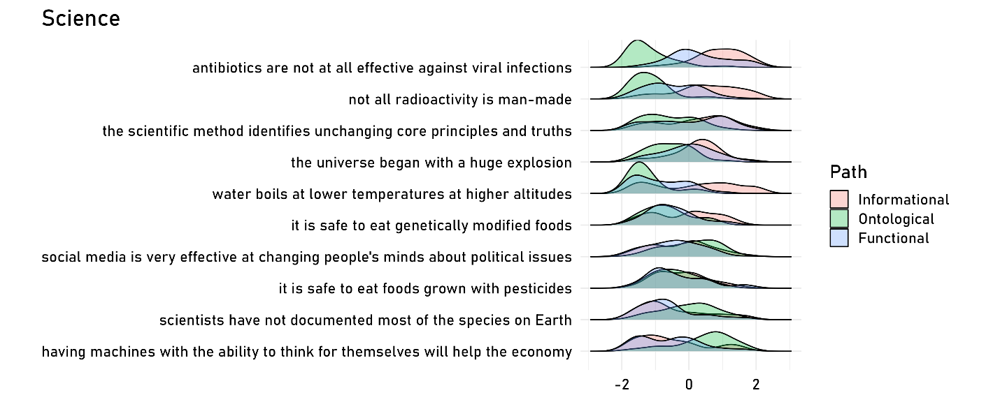 Science
antibiotics are not at all effective against viral infections
not all radioactivity is man-made
the scientific method identifies unchanging core principles and truths
the universe began with a huge explosion
water boils at lower temperatures at higher altitudes
it is safe to eat genetically modified foods
social media is very effective at changing people's minds about political issues
it is safe to eat foods grown with pesticides
scientists have not documented most of the species on Earth
having machines with the ability to think for themselves will help the economy
-2 0 2
Path
Informational
Ontological
Functional